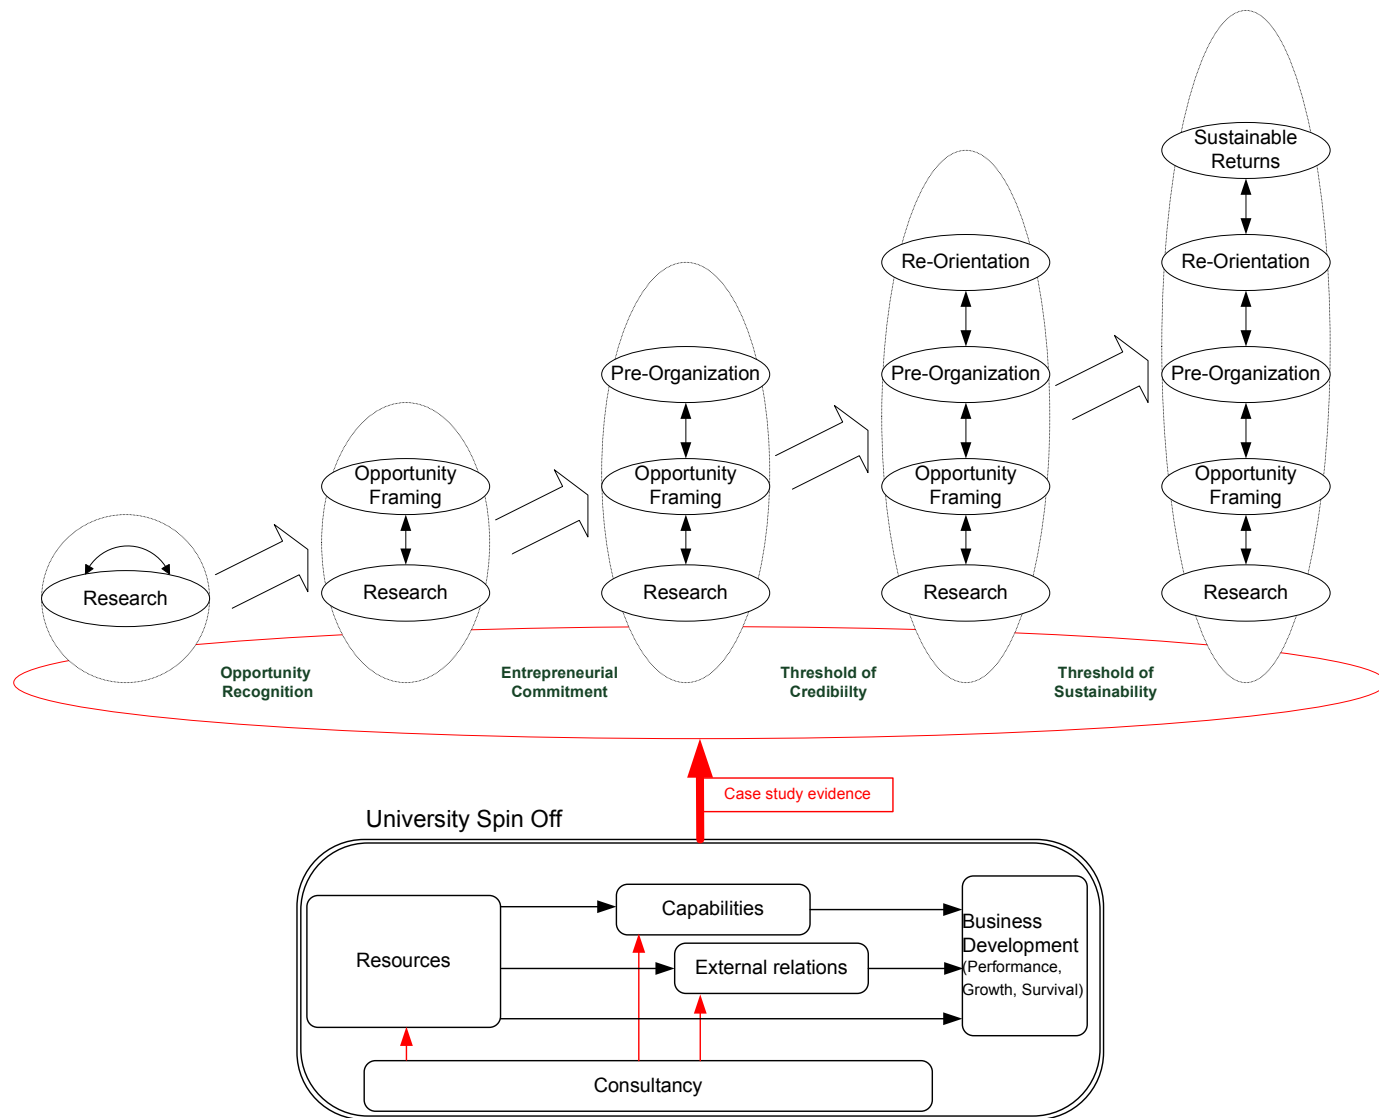 Sustainable
Returns
Re-Orientation
Re-Orientation
Pre-Organization
Pre-Organization
Pre-Organization
Opportunity
Framing
Opportunity
Framing
Opportunity
Framing
Opportunity
Framing
Research
Research
Research
Research
Research
Opportunity
Recognition
Entrepreneurial
Commitment
Threshold of
Credibiilty
Threshold of
Sustainability
Case study evidence
University Spin Off
Resources
Capabilities
External relations
Business
Development
(Performance,
Growth, Survival)
Consultancy